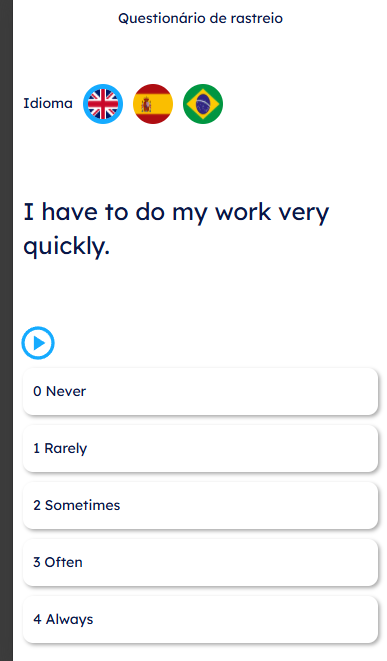 Questionário de rastreio
Idioma
I have to do my work very
quickly.
0 Never
1 Rarely
2 Sometimes
3 Often
4 Always